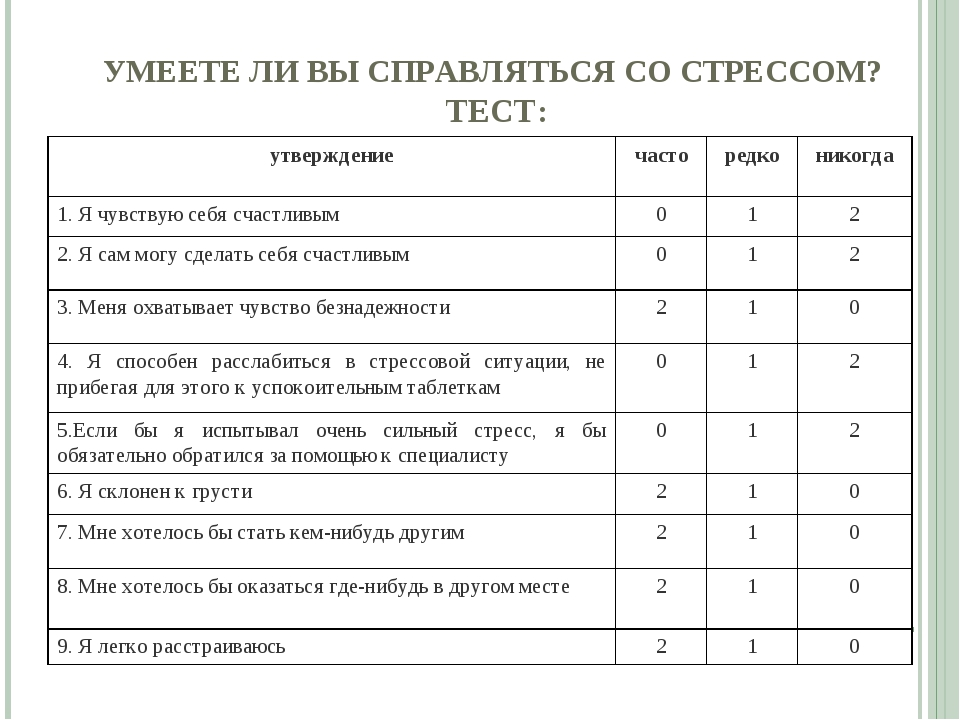 УМЕЕТЕ ЛИ ВЫ СПРАВЛЯТЬСЯ СО СТРЕССОМ?
ТЕСТ:
утверждение часто редко никогда
1. Я чувствую себя счастливым 0 1 2
2. Я сам могу сделать себя счастливым 0 1 2
3. Меня охватывает чувство безнадежности 2 1 0
4. Я способен расслабиться в стрессовой ситуации, не 0 1 2
прибегая для этого к успокоительным таблеткам
5.Если бы я испытывал очень сильный стресс, я бы 0 1 2
обязательно обратился за помощью к специалисту
6. Я склонен к грусти 2 1 0
7. Мне хотелось бы стать кем-нибудь другим 2 1 0
8. Мне хотелось бы оказаться где-нибудь в другом месте 2 1 0
9. Я легко расстраиваюсь 2 1 0